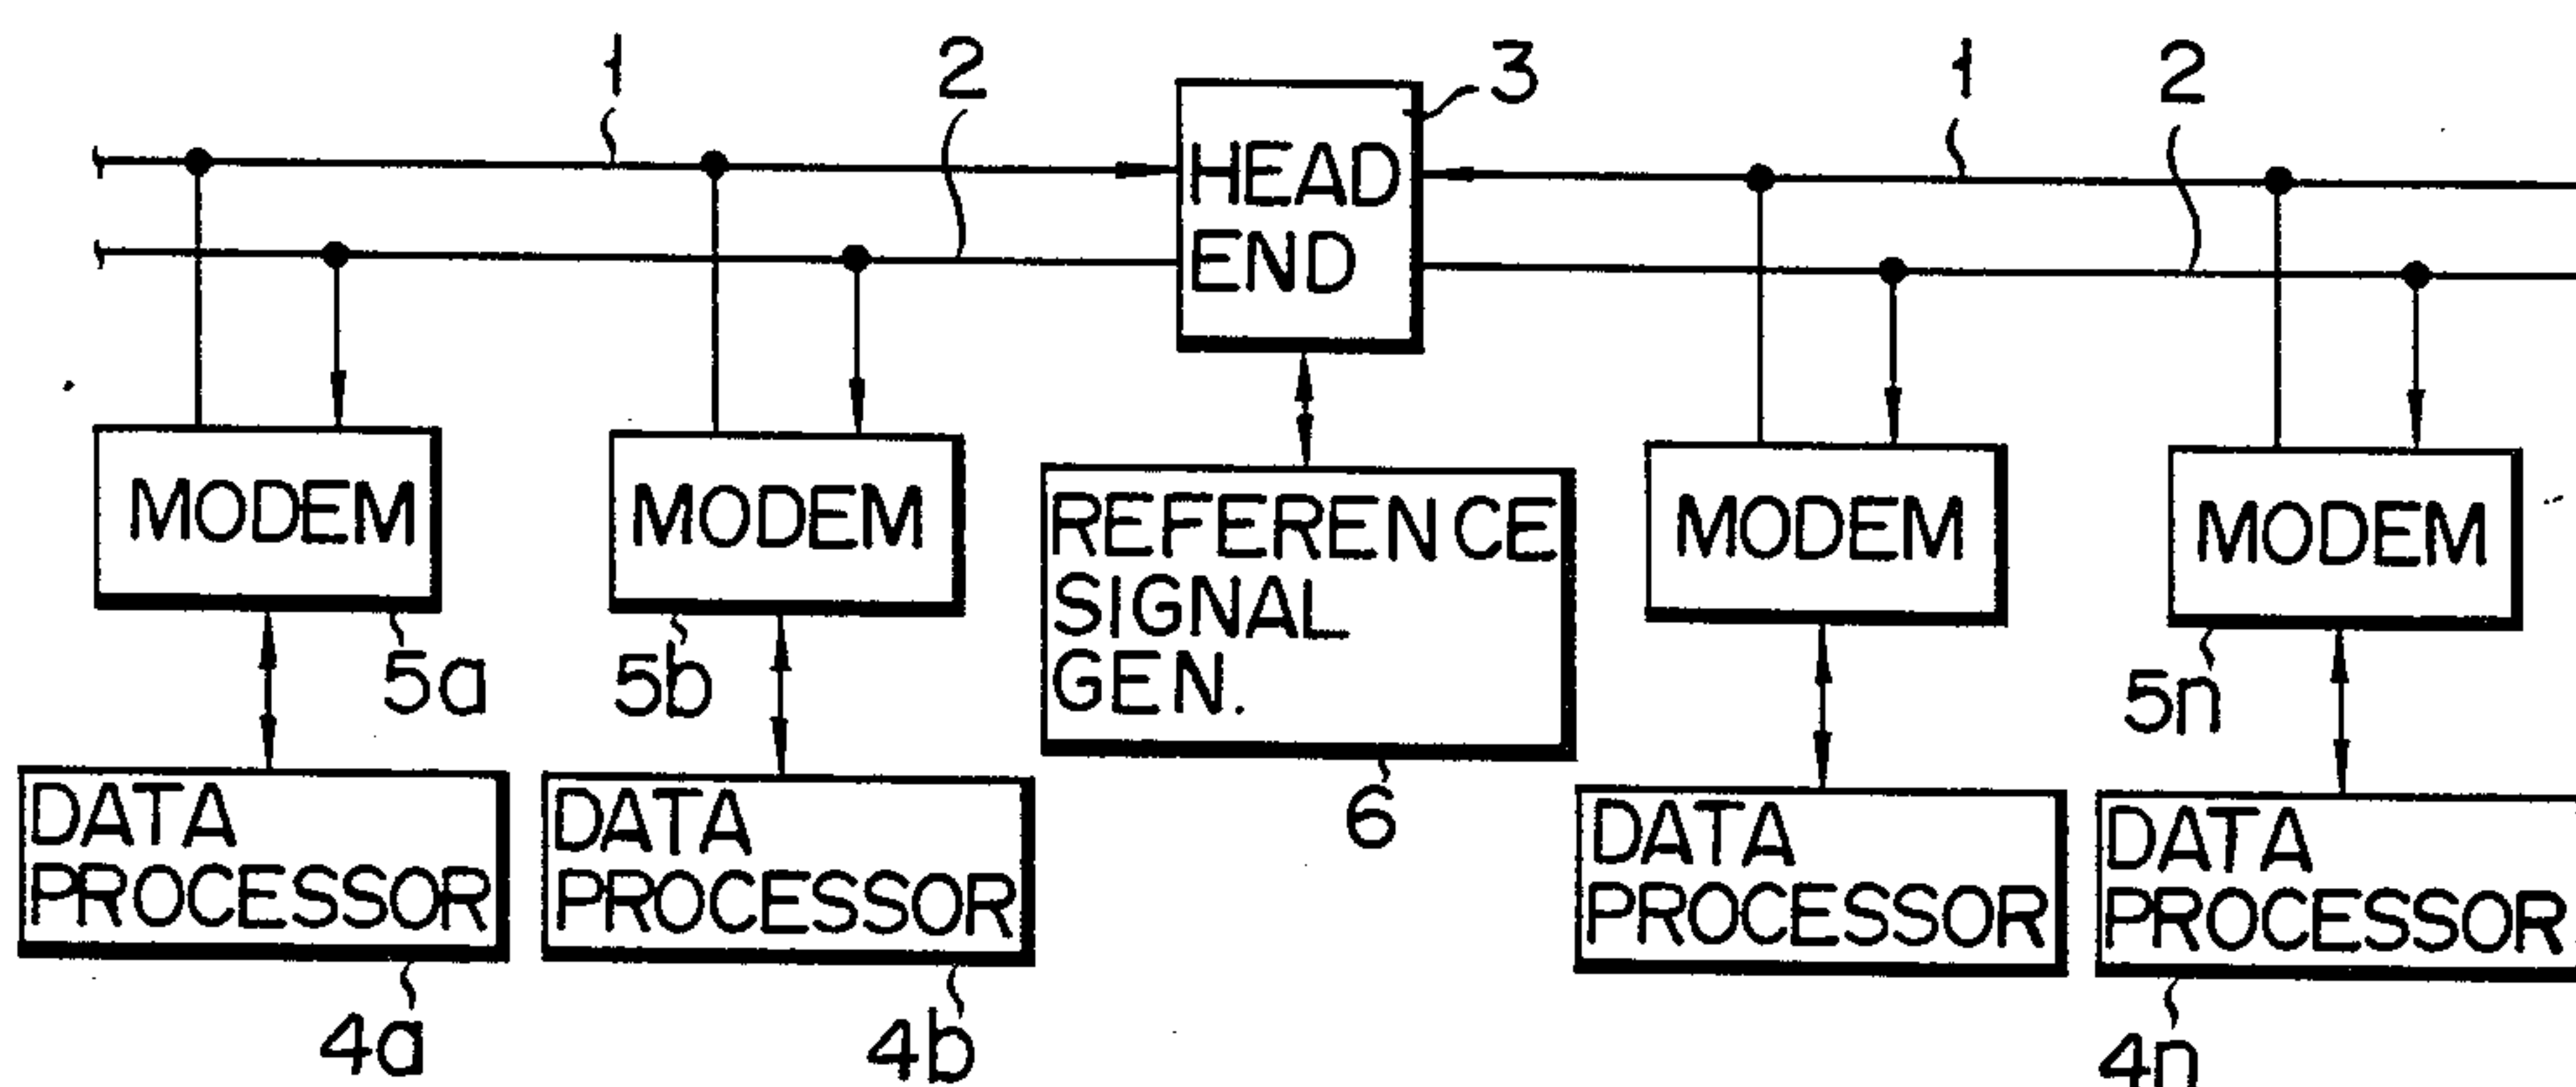 1
2
3
1
2
HEAD
END
MODEM
MODEM
REFERENCE
SIGNAL
GEN.
MODEM
MODEM
5a
5b
5n
6
DATA
PROCESSOR
DATA
PROCESSOR
DATA
PROCESSOR
DATA
PROCESSOR
4a
4b
4n